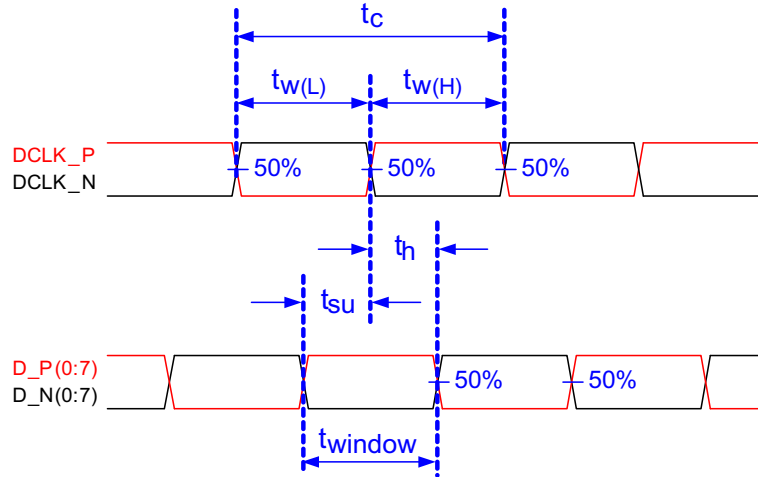 tc
tw(L) tw(H)
DCLK_P
DCLK_N
50% 50% 50%
th
tsu
D_P(0:7)
D_N(0:7)
50% 50%
twindow